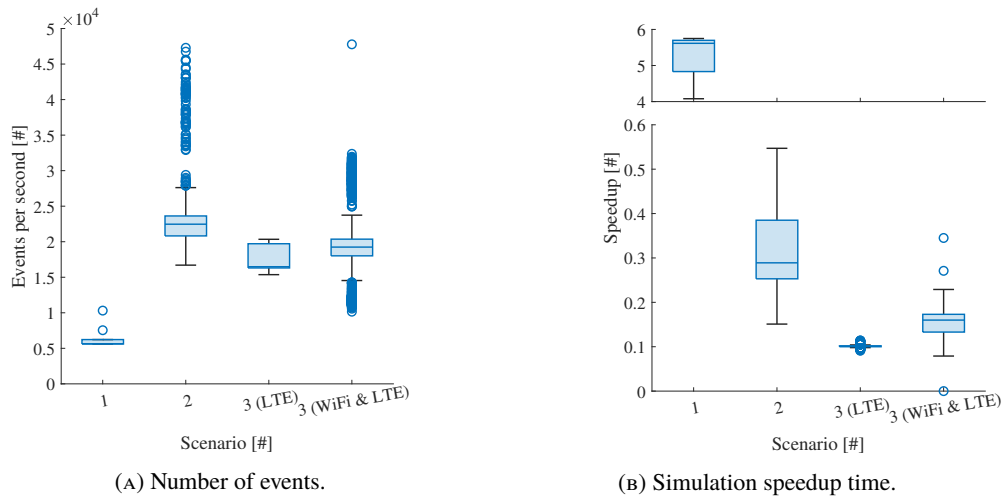 ×10⁴
5
4.5
4
3.5
3
2.5
2
1.5
1
0.5
0
Events per second [#]
1
2
3 (LTE)
3 (WiFi & LTE)
Scenario [#]
(A) Number of events.
6
5
4
0.6
0.5
0.4
0.3
0.2
0.1
0
Speedup [#]
1
2
3 (LTE)
3 (WiFi & LTE)
Scenario [#]
(B) Simulation speedup time.